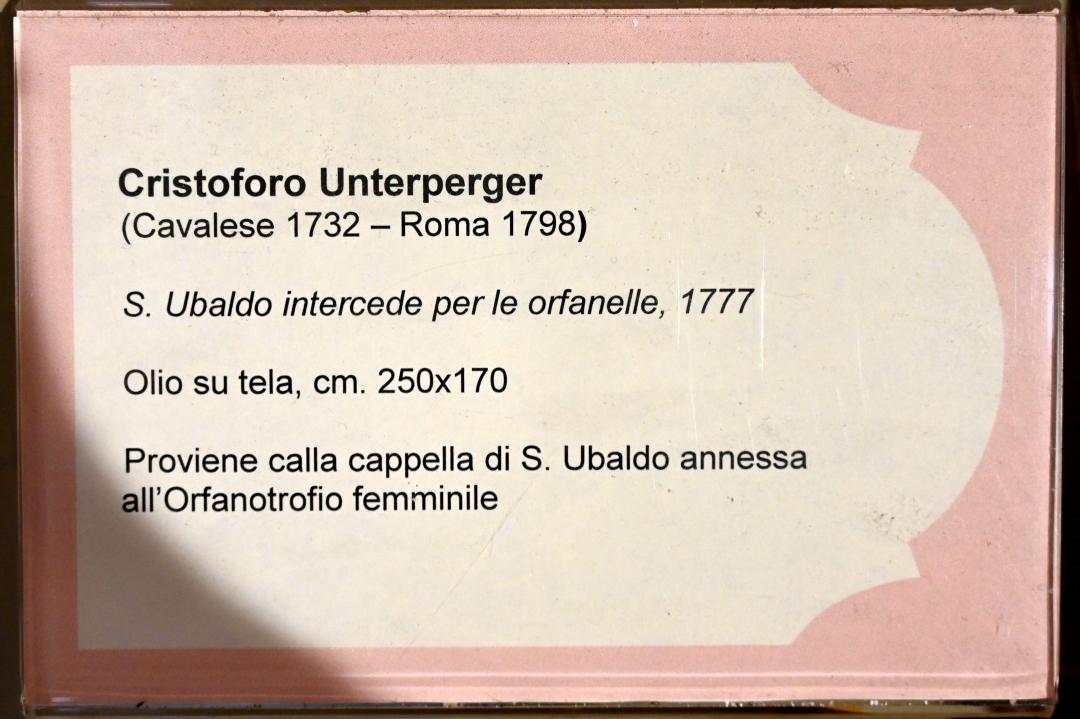 Cristoforo Unterperger
(Cavalese 1732 – Roma 1798)
S. Ubaldo intercede per le orfanelle, 1777
Olio su tela, cm. 250x170
Proviene calla cappella di S. Ubaldo annessa
all'Orfanotrofio femminile